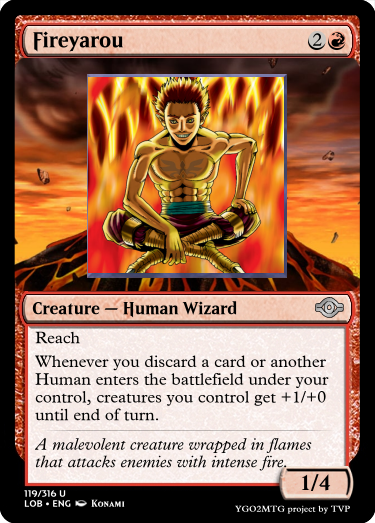 Fireyarou 2
Creature — Human Wizard
Reach
Whenever you discard a card or another
Human enters the battlefield under your
control, creatures you control get +1/+0
until end of turn.
A malevolent creature wrapped in flames
that attacks enemies with intense fire.
1/4
119/316 U
LOB • ENG Konami
YGO2MTG project by TVP